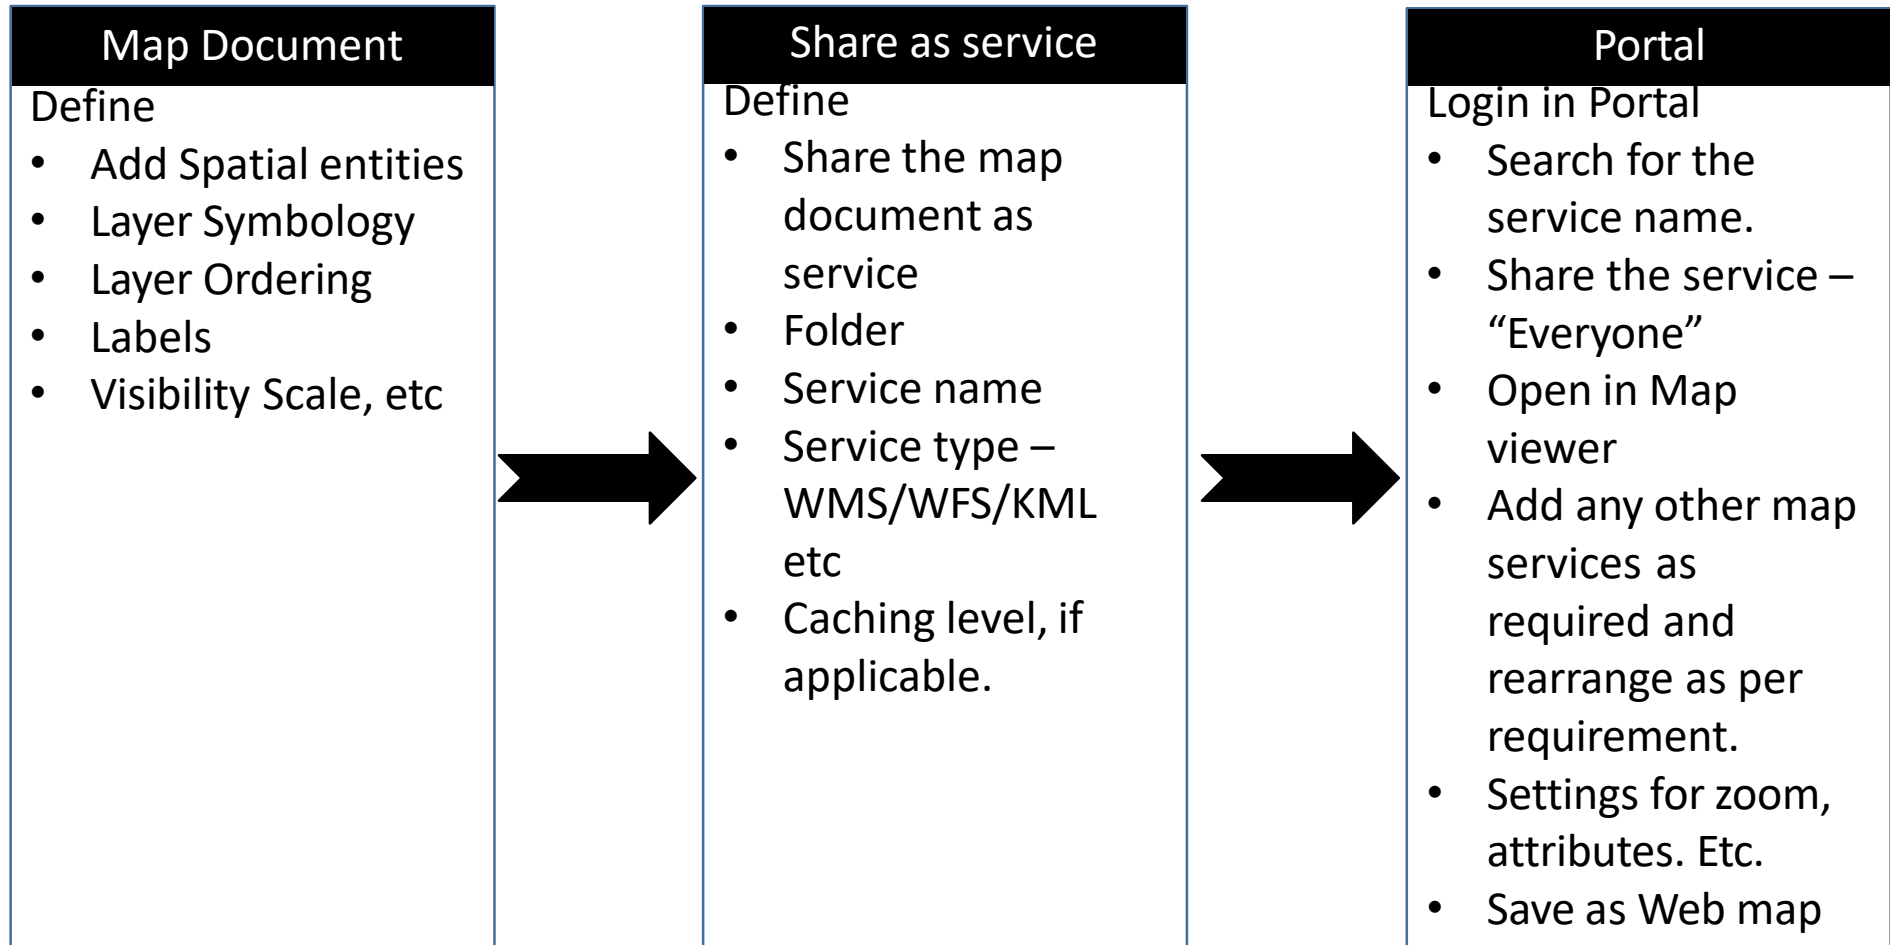 Map Document
Define
• Add Spatial entities
• Layer Symbology
• Layer Ordering
• Labels
• Visibility Scale, etc
Share as service
Define
• Share the map
document as
service
• Folder
• Service name
• Service type –
WMS/WFS/KML
etc
• Caching level, if
applicable.
Portal
Login in Portal
• Search for the
service name.
• Share the service –
“Everyone”
• Open in Map
viewer
• Add any other map
services as
required and
rearrange as per
requirement.
• Settings for zoom,
attributes. Etc.
• Save as Web map